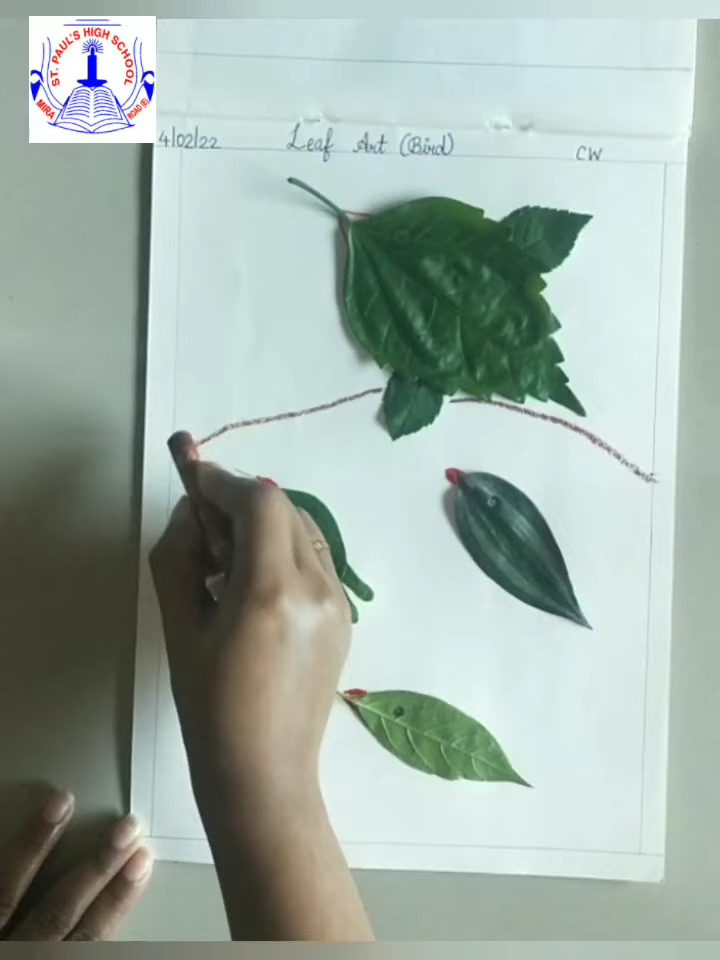 ST. PAUL'S HIGH SCHOOL
MIRA ROAD (E)
4/02/22 Leaf Art (Bird) CW